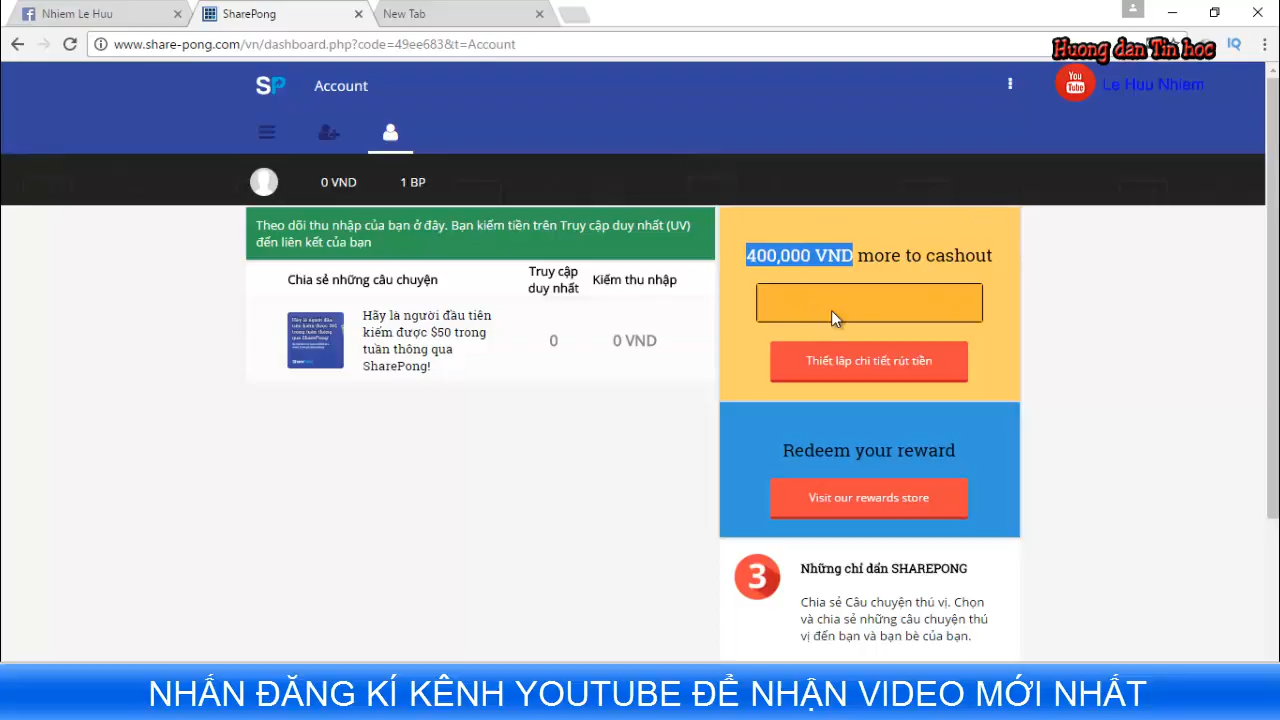 Nhiem Le Huu
SharePong
New Tab
www.share-pong.com/vn/dashboard.php?code=49ee683&t=Account
Huong dan Tin hoc
SP
Account
You
Tube
Le Huu Nhiem
0 VND
1 BP
Theo dõi thu nhập của bạn ở đây. Bạn kiếm tiền trên Truy cập duy nhất (UV)
đến liên kết của bạn
Chia sẻ những câu chuyện
Truy cập
duy nhất
Kiếm thu nhập
Hãy là người đầu tiên
kiếm được $50 trong
tuần thông qua
SharePong!
0
0 VND
400,000 VND more to cashout
Thiết lập chi tiết rút tiền
Redeem your reward
Visit our rewards store
3
Những chỉ dẩn SHAREPONG
Chia sẻ Câu chuyện thú vị. Chọn
và chia sẻ những câu chuyện thú
vị đến bạn và bạn bè của bạn.
NHẤN ĐĂNG KÍ KÊNH YOUTUBE ĐỂ NHẬN VIDEO MỚI NHẤT